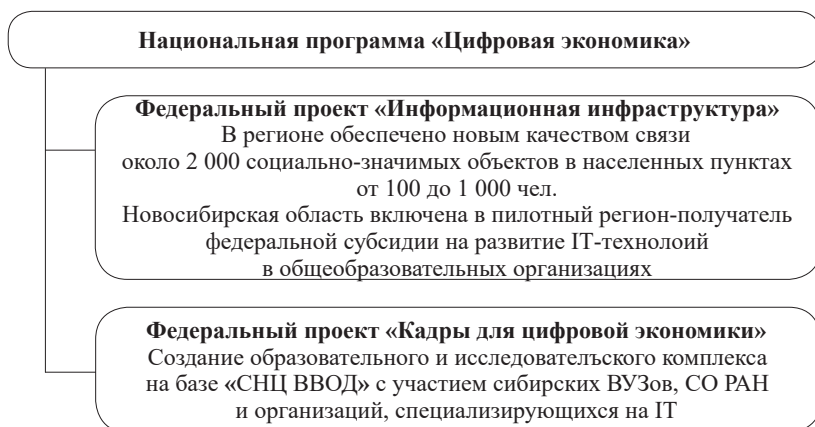 Национальная программа «Цифровая экономика»
Федеральный проект «Информационная инфраструктура»
В регионе обеспечено новым качеством связи
около 2 000 социально-значимых объектов в населенных пунктах
от 100 до 1 000 чел.
Новосибирская область включена в пилотный регион-получатель
федеральной субсидии на развитие IT-технолоий
в общеобразовательных организациях
Федеральный проект «Кадры для цифровой экономики»
Создание образовательного и исследователъского комплекса
на базе «СНЦ ВВОД» с участием сибирских ВУЗов, СО РАН
и организаций, специализирующихся на IT